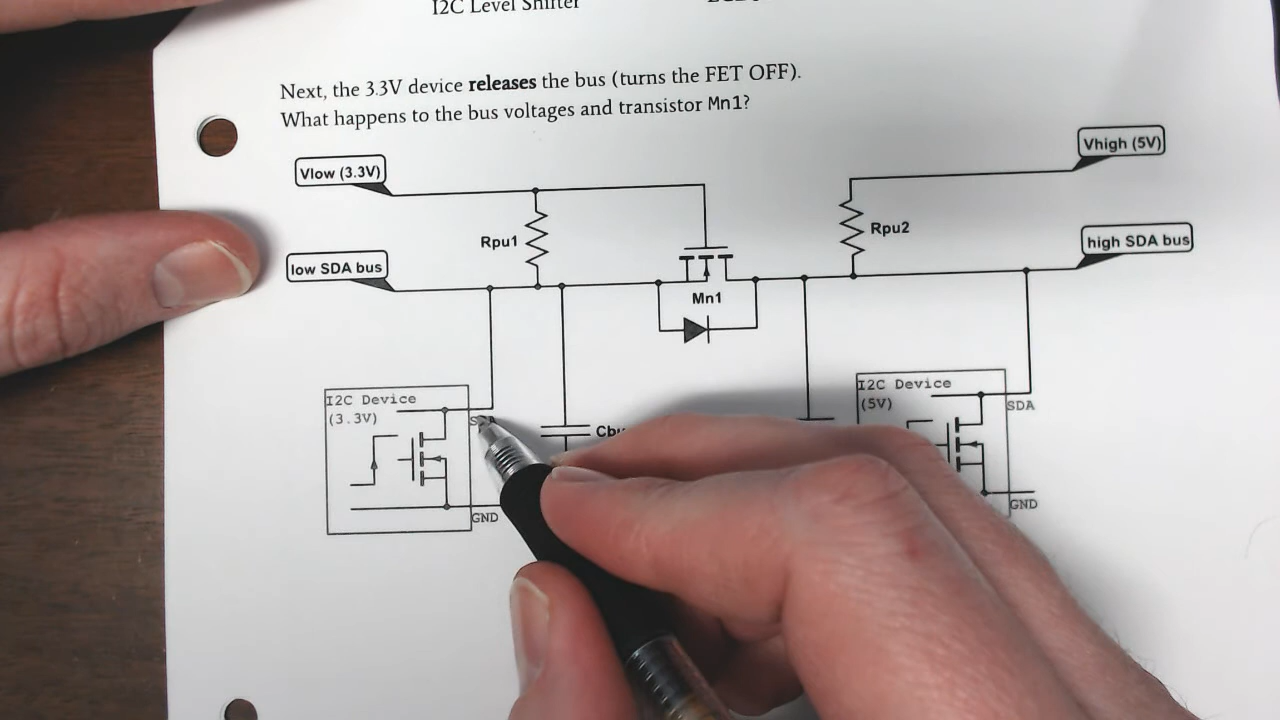 I2C Level Shifter
Next, the 3.3V device releases the bus (turns the FET OFF).
What happens to the bus voltages and transistor Mn1?
Vlow (3.3V)
Vhigh (5V)
Rpu1
Rpu2
low SDA bus
high SDA bus
Mn1
I2C Device
(3.3V)
SDA
GND
I2C Device
(5V)
SDA
GND